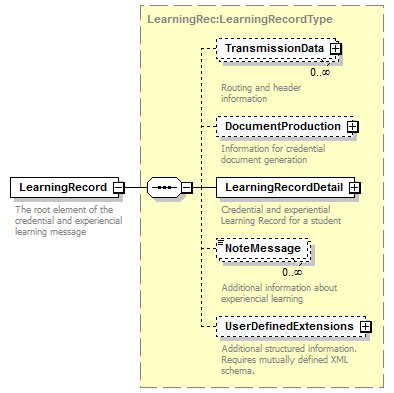 LearningRec:LearningRecordType
TransmissionData
0..∞
Routing and header
information
DocumentProduction
Information for credential
document generation
LearningRecord
The root element of the
credential and experiencial
learning message
LearningRecordDetail
Credential and experiential
Learning Record for a student
NoteMessage
0..∞
Additional information about
experiencial learning
UserDefinedExtensions
Additional structured information.
Requires mutually defined XML
schema.